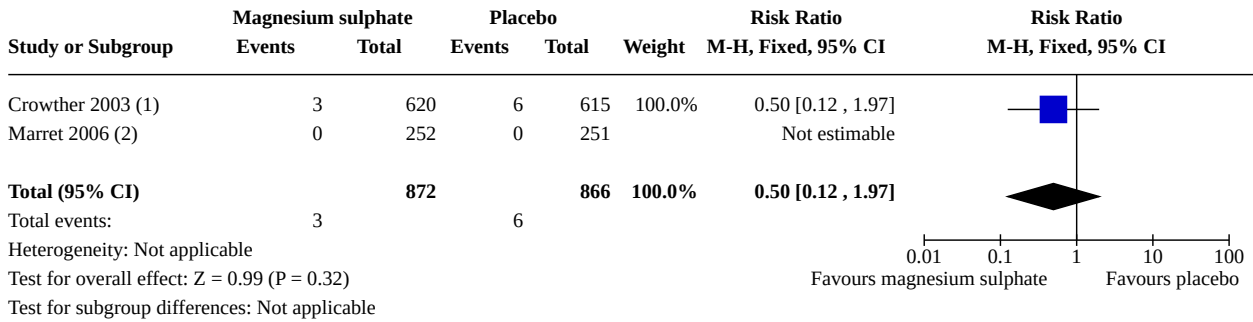 Magnesium sulphate Placebo Risk Ratio Risk Ratio
Study or Subgroup Events Total Events Total Weight M-H, Fixed, 95% CI M-H, Fixed, 95% CI
Crowther 2003 (1) 3 620 6 615 100.0% 0.50 [0.12 , 1.97]
Marret 2006 (2) 0 252 0 251 Not estimable
Total (95% CI) 872 866 100.0% 0.50 [0.12 , 1.97]
Total events: 3 6
Heterogeneity: Not applicable 0.01 0.1 1 10 100
Test for overall effect: Z = 0.99 (P = 0.32) Favours magnesium sulphate Favours placebo
Test for subgroup differences: Not applicable